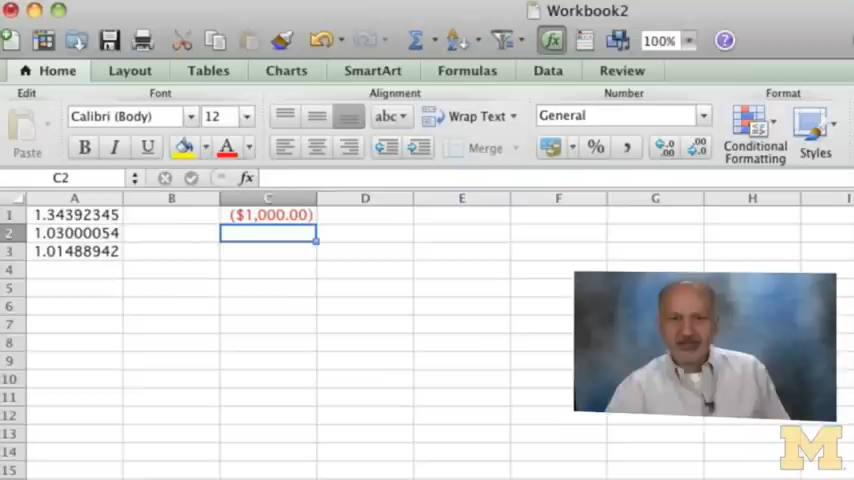 Workbook2
100%
Home Layout Tables Charts SmartArt Formulas Data Review
Edit Font Alignment Number Format
Calibri (Body) 12 abc Wrap Text General
Paste B I U A Merge % , Conditional Formatting Styles
C2 fx
A B C D E F G H I
1 1.34392345 ($1,000.00)
2 1.03000054
3 1.01488942
4
5
6
7
8
9
10
11
12
13
14
15
M